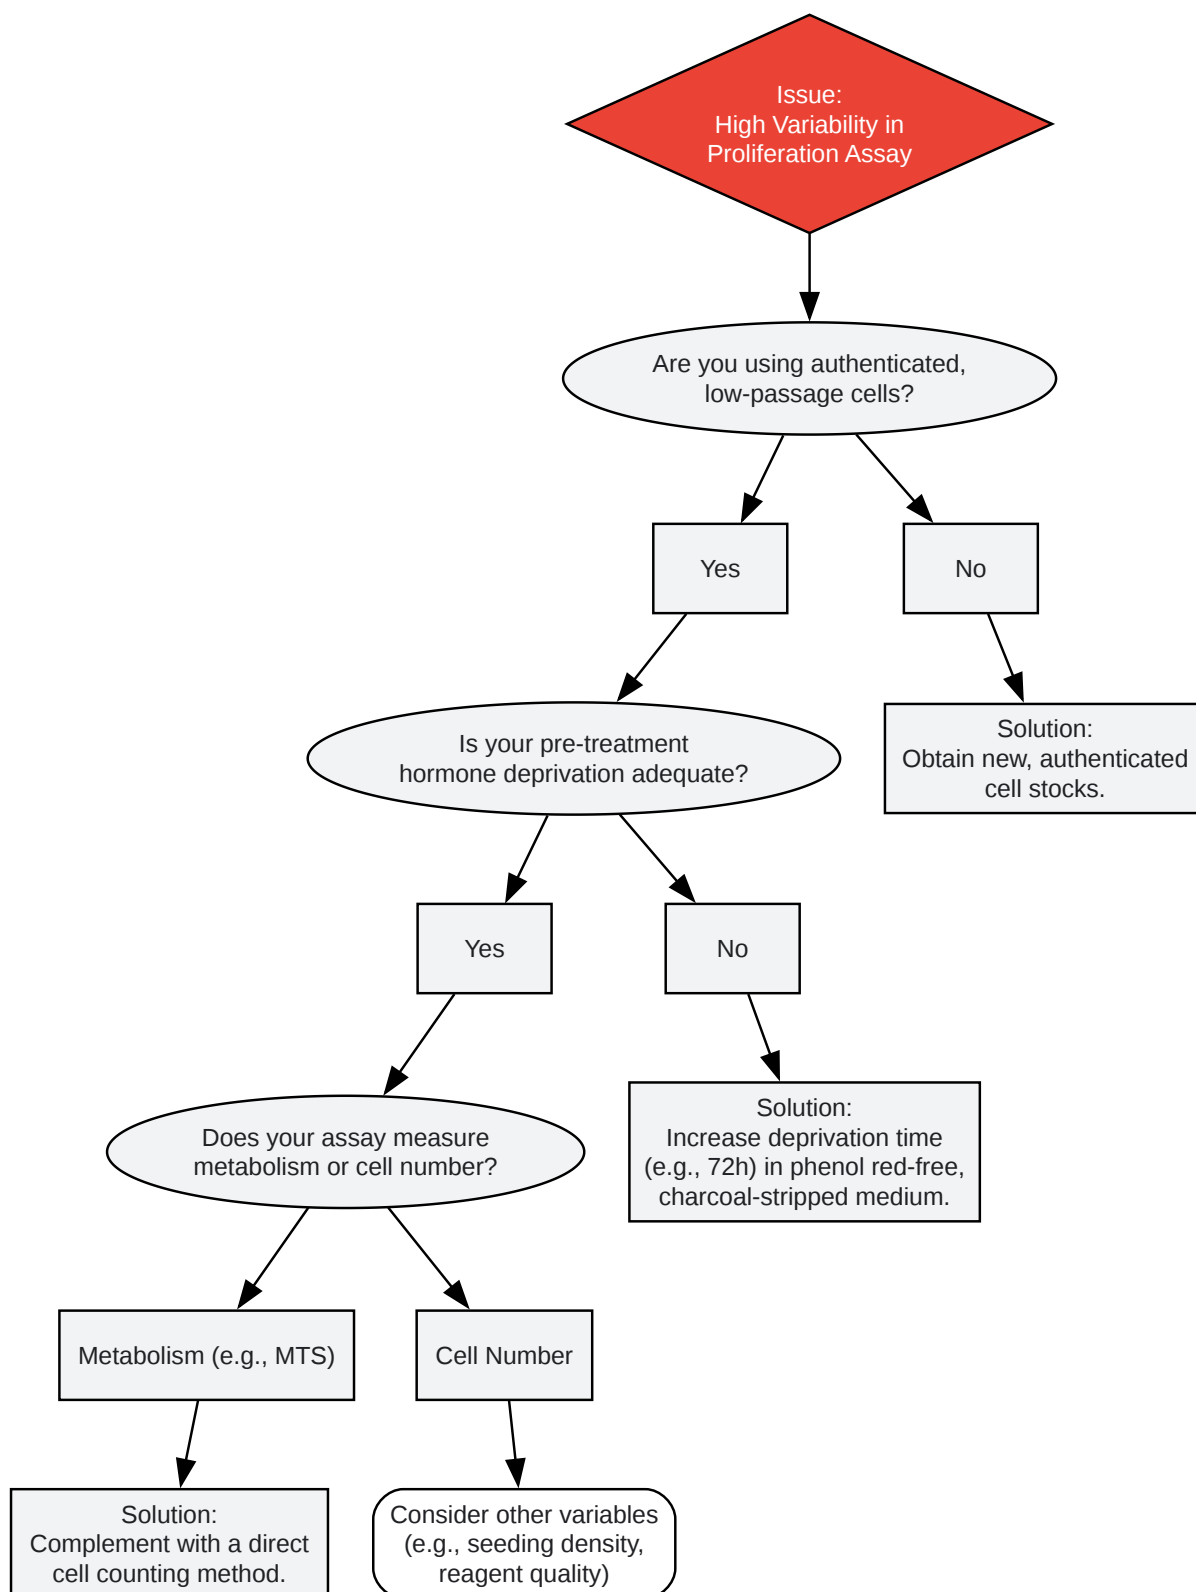 Issue:
High Variability in
Proliferation Assay
Are you using authenticated,
low-passage cells?
Yes
No
Is your pre-treatment
hormone deprivation adequate?
Solution:
Obtain new, authenticated
cell stocks.
Yes
No
Does your assay measure
metabolism or cell number?
Solution:
Increase deprivation time
(e.g., 72h) in phenol red-free,
charcoal-stripped medium.
Metabolism (e.g., MTS)
Cell Number
Solution:
Complement with a direct
cell counting method.
Consider other variables
(e.g., seeding density,
reagent quality)